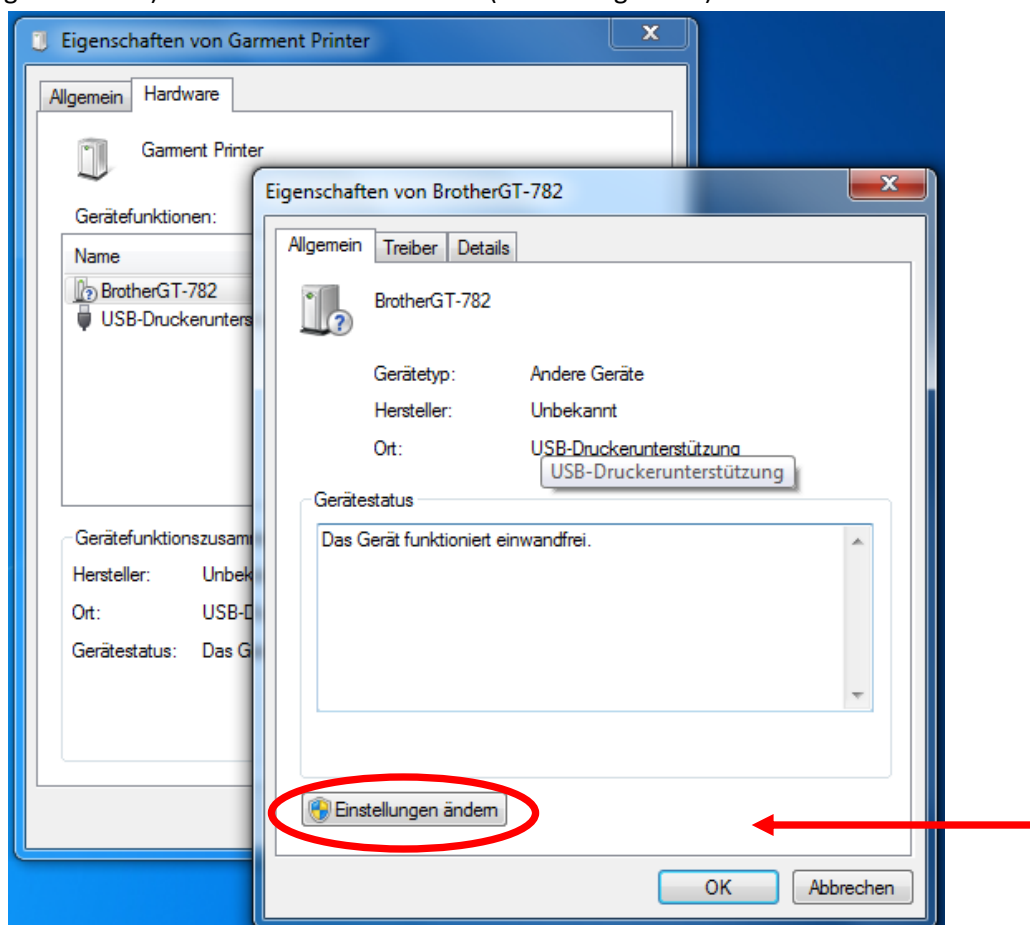 Eigenschaften von Garment Printer
Allgemein Hardware
Garment Printer
Gerätefunktionen:
Name
BrotherGT-782
USB-Druckerunters
Gerätefunktionszusam
Hersteller: Unbek
Ort: USB-D
Gerätestatus: Das G
Eigenschaften von BrotherGT-782
Allgemein Treiber Details
BrotherGT-782
Gerätetyp: Andere Geräte
Hersteller: Unbekannt
Ort: USB-Druckerunterstützung
USB-Druckerunterstützung
Gerätestatus
Das Gerät funktioniert einwandfrei.
Einstellungen ändern
OK Abbrechen